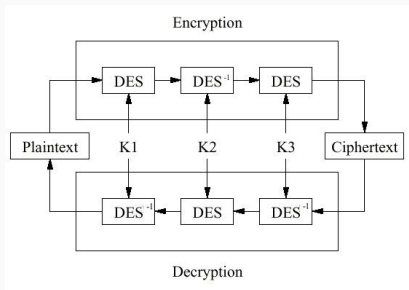 Encryption
DES DES⁻¹ DES
Plaintext K1 K2 K3 Ciphertext
DES⁻¹ DES DES⁻¹
Decryption